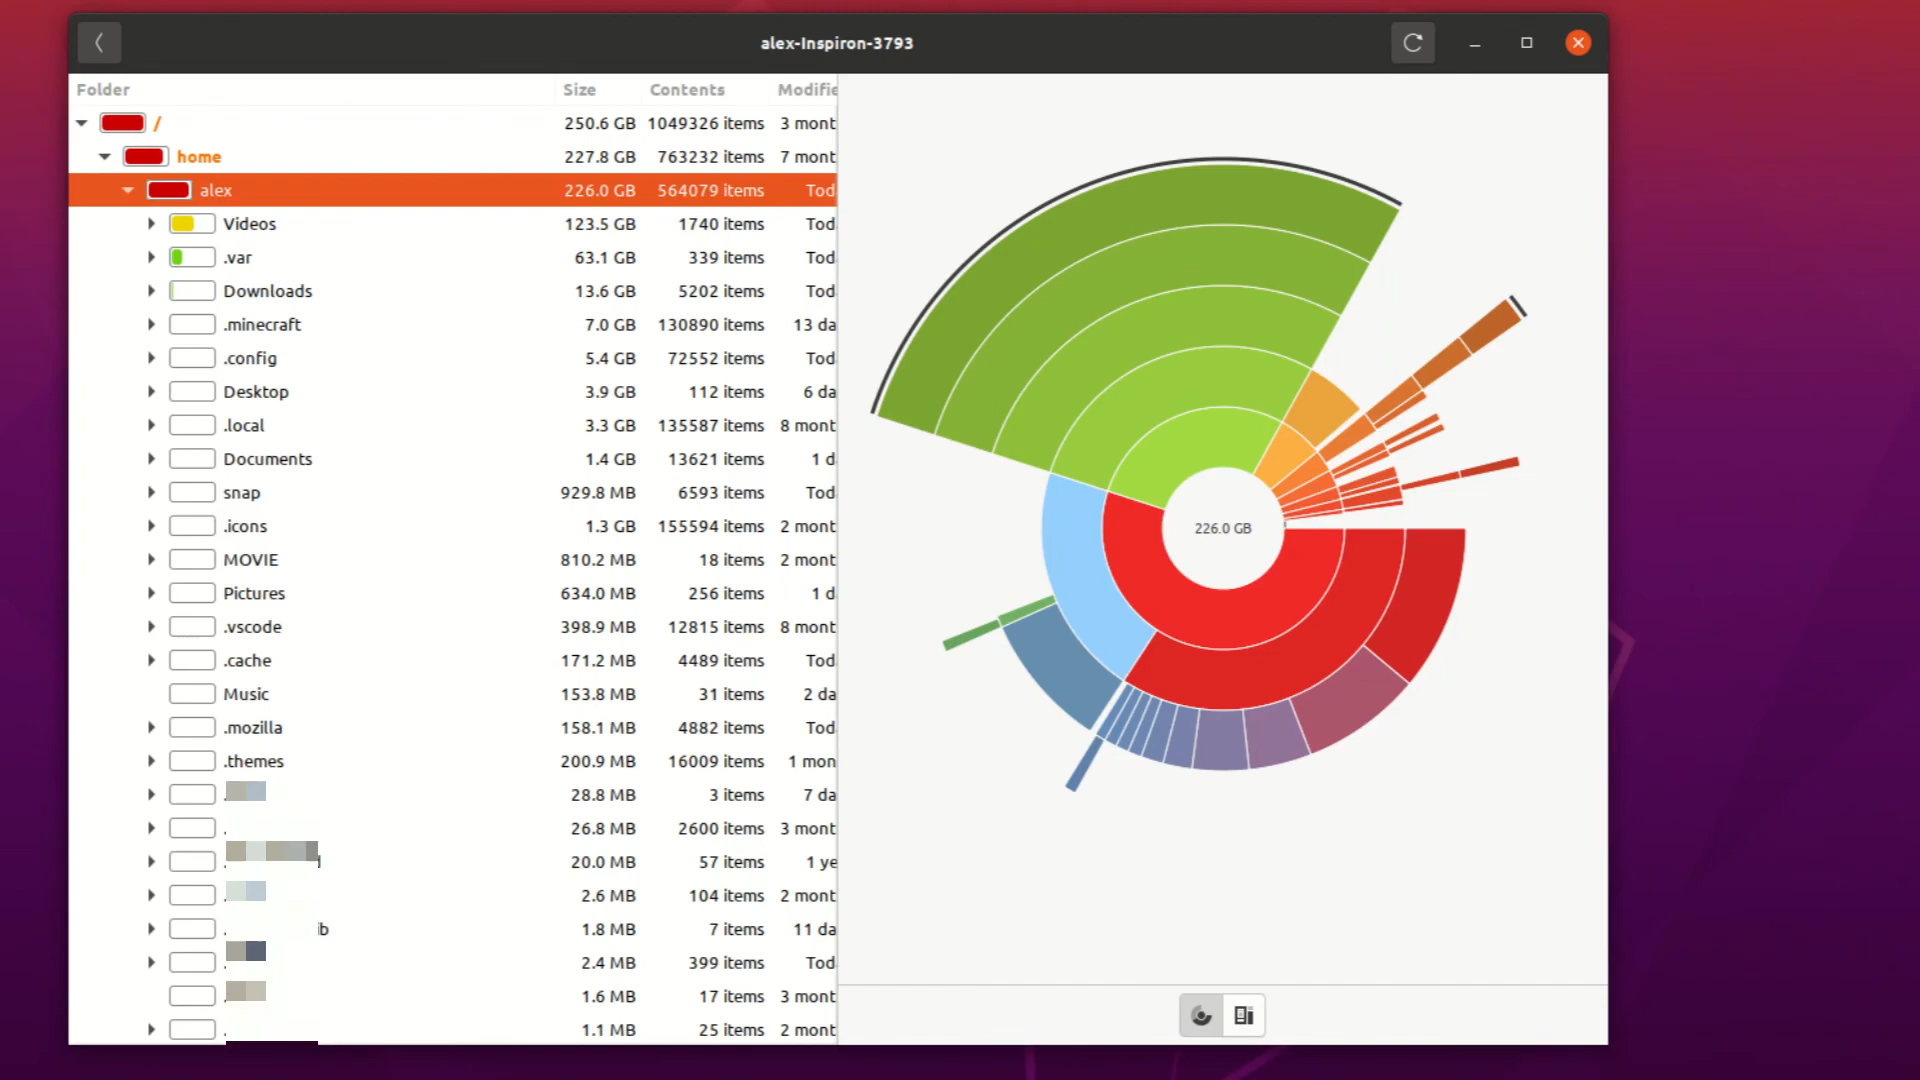 alex-Inspiron-3793
Folder Size Contents Modifie
/ 250.6 GB 1049326 items 3 mont
home 227.8 GB 763232 items 7 mont
alex 226.0 GB 564079 items Tod
Videos 123.5 GB 1740 items Tod
.var 63.1 GB 339 items Tod
Downloads 13.6 GB 5202 items Tod
.minecraft 7.0 GB 130890 items 13 da
.config 5.4 GB 72552 items Tod
Desktop 3.9 GB 112 items 6 da
.local 3.3 GB 135587 items 8 mont
Documents 1.4 GB 13621 items 1 d
snap 929.8 MB 6593 items Tod
.icons 1.3 GB 155594 items 2 mont
MOVIE 810.2 MB 18 items 2 mont
Pictures 634.0 MB 256 items 1 d
.vscode 398.9 MB 12815 items 8 mont
.cache 171.2 MB 4489 items Tod
Music 153.8 MB 31 items 2 da
.mozilla 158.1 MB 4882 items Tod
.themes 200.9 MB 16009 items 1 mon
. 28.8 MB 3 items 7 da
. 26.8 MB 2600 items 3 mont
. 20.0 MB 57 items 1 ye
. 2.6 MB 104 items 2 mont
. ib 1.8 MB 7 items 11 da
. 2.4 MB 399 items Tod
. 1.6 MB 17 items 3 mont
. 1.1 MB 25 items 2 mont
226.0 GB